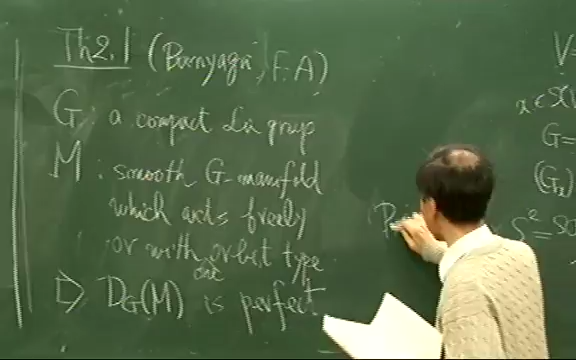 Th2.1 (Banyaga, F.A)
G : a compact Lie group
M : smooth G-manifold
which acts freely
or with one orbit type
⇒ D_G(M) is perfect
V=
x ∈
G=
(G_x)
S²=